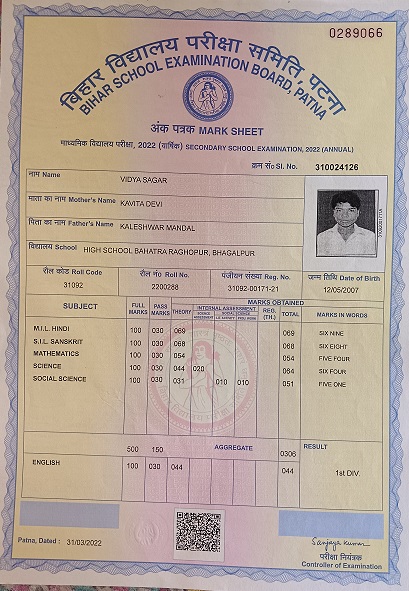 0289066
बिहार विद्यालय परीक्षा समिति, पटना
BIHAR SCHOOL EXAMINATION BOARD, PATNA
अंक पत्रक MARK SHEET
माध्यमिक विद्यालय परीक्षा, 2022 (वार्षिक) SECONDARY SCHOOL EXAMINATION, 2022 (ANNUAL)
क्रम सं० Sl. No. 310024126
नाम Name VIDYA SAGAR
माता का नाम Mother's Name KAVITA DEVI
पिता का नाम Father's Name KALESHWAR MANDAL
विद्यालय School HIGH SCHOOL BAHATRA RAGHOPUR, BHAGALPUR
रौल कोड Roll Code रौल नं० Roll No. पंजीयन संख्या Reg. No. जन्म तिथि Date of Birth
31092 2200288 31092-00171-21 12/05/2007
SUBJECT FULL MARKS PASS MARKS MARKS OBTAINED MARKS IN WORDS
THEORY INTERNAL ASSESSMENT REG. (TH.) TOTAL
M.I.L. HINDI 100 030 069 069 SIX NINE
S.I.L. SANSKRIT 100 030 068 068 SIX EIGHT
MATHEMATICS 100 030 054 054 FIVE FOUR
SCIENCE 100 030 044 020 064 SIX FOUR
SOCIAL SCIENCE 100 030 031 010 010 051 FIVE ONE
500 150 AGGREGATE 0306 RESULT
ENGLISH 100 030 044 044 1st DIV.
Patna, Dated : 31/03/2022
Sanjay Kumar
परीक्षा नियंत्रक
Controller of Examination